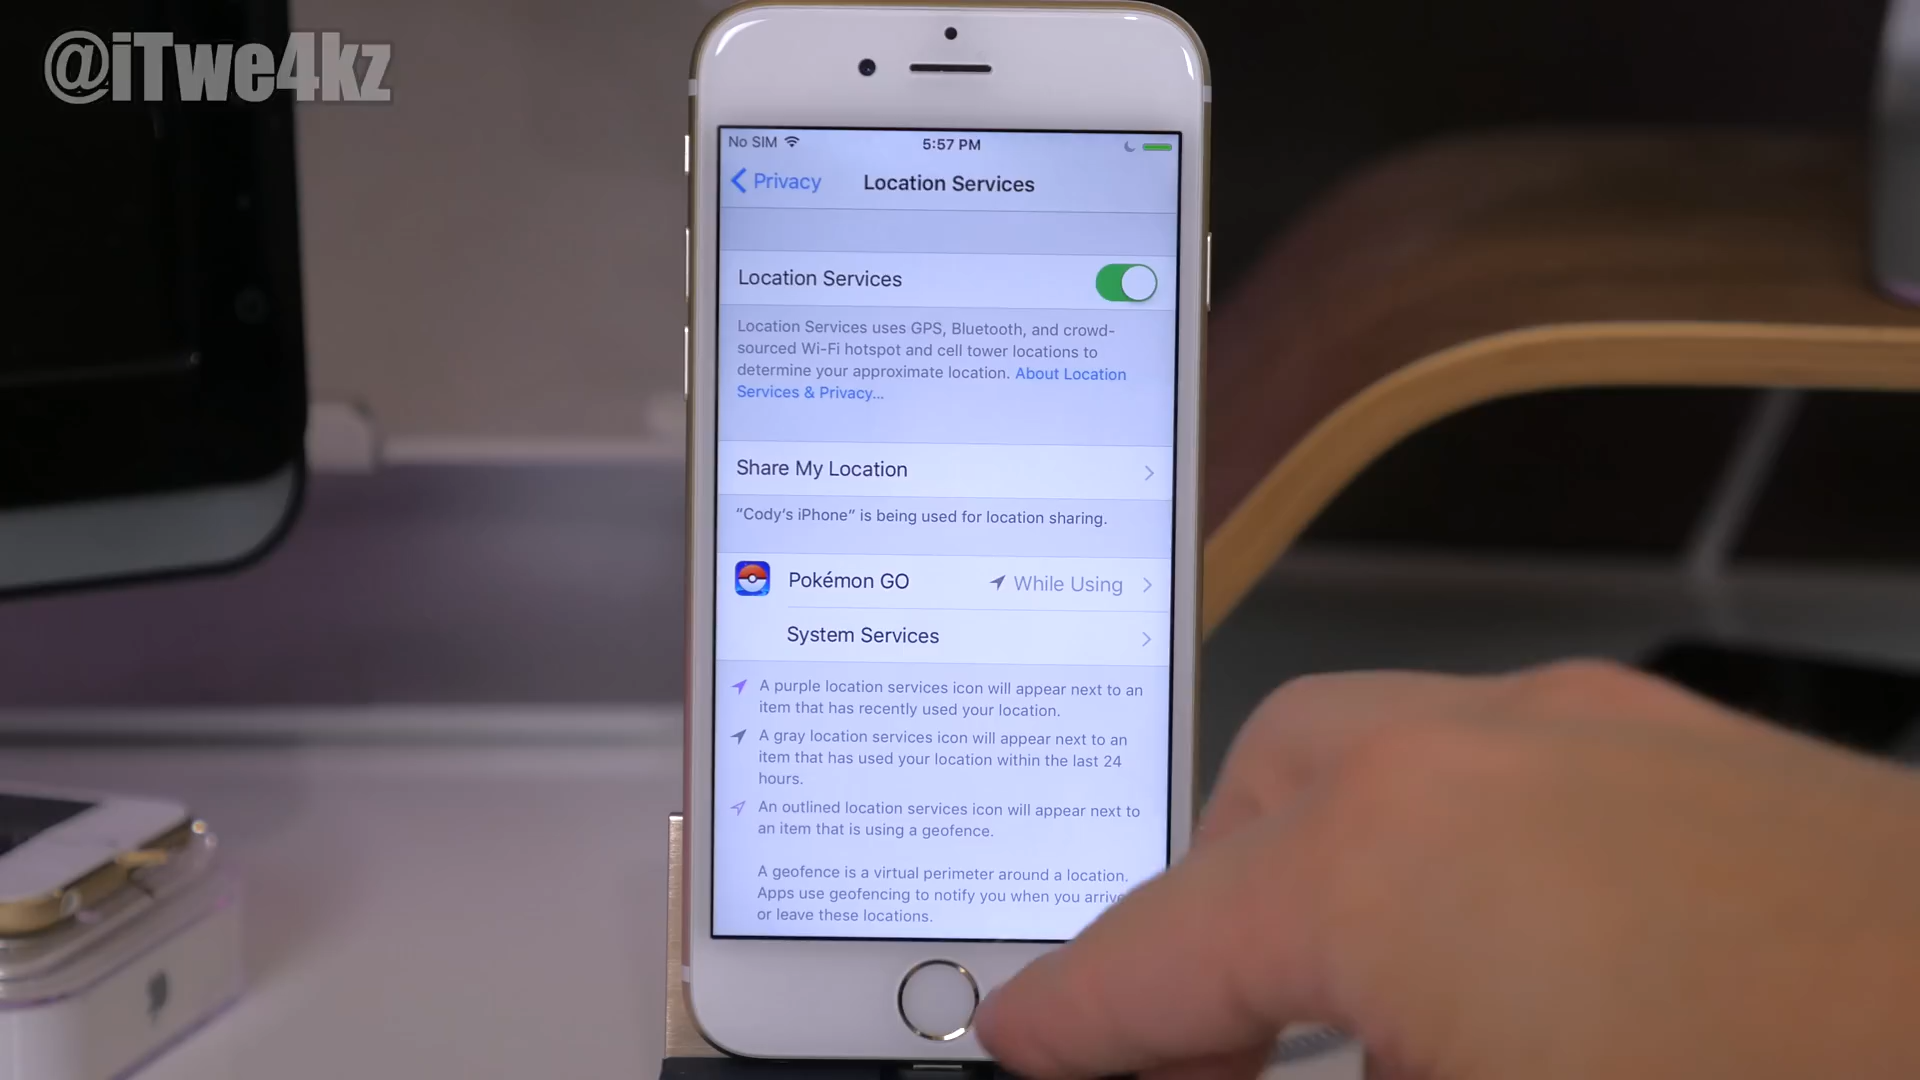 @iTwe4kz
No SIM
5:57 PM
Privacy
Location Services
Location Services
Location Services uses GPS, Bluetooth, and crowd-
sourced Wi-Fi hotspot and cell tower locations to
determine your approximate location. About Location
Services & Privacy...
Share My Location
“Cody’s iPhone” is being used for location sharing.
Pokémon GO While Using
System Services
A purple location services icon will appear next to an
item that has recently used your location.
A gray location services icon will appear next to an
item that has used your location within the last 24
hours.
An outlined location services icon will appear next to
an item that is using a geofence.
A geofence is a virtual perimeter around a location.
Apps use geofencing to notify you when you arrive
or leave these locations.